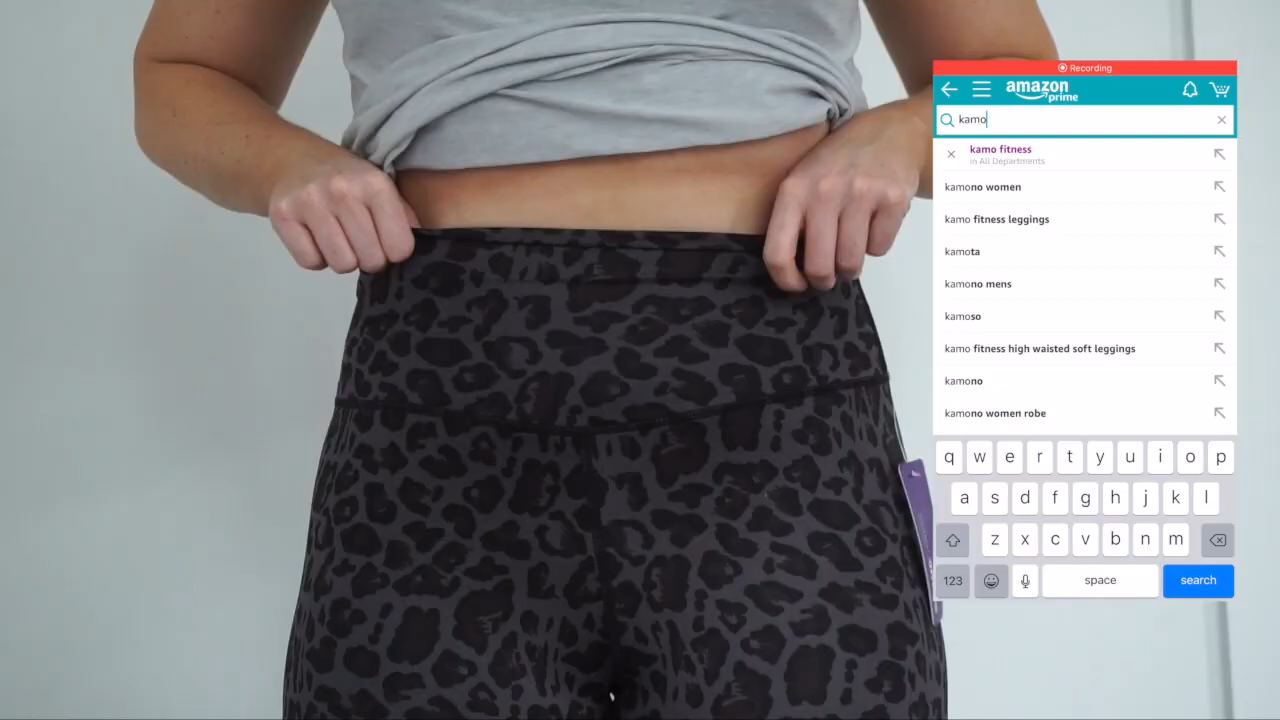 Recording
amazon prime
kamo
kamo fitness
in All Departments
kamono women
kamo fitness leggings
kamota
kamono mens
kamoso
kamo fitness high waisted soft leggings
kamono
kamono women robe
q w e r t y u i o p
a s d f g h j k l
z x c v b n m
123 space search